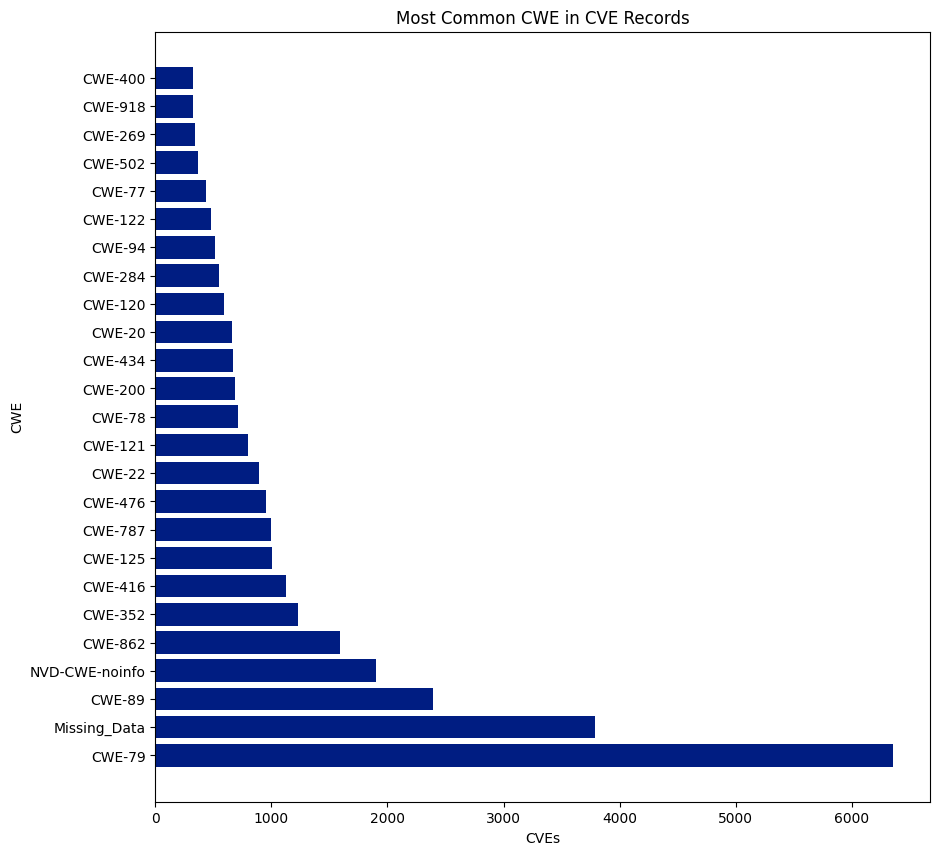 Most Common CWE in CVE Records
CWE-400
CWE-918
CWE-269
CWE-502
CWE-77
CWE-122
CWE-94
CWE-284
CWE-120
CWE-20
CWE-434
CWE-200
CWE-78
CWE-121
CWE-22
CWE-476
CWE-787
CWE-125
CWE-416
CWE-352
CWE-862
NVD-CWE-noinfo
CWE-89
Missing_Data
CWE-79
CWE
0 1000 2000 3000 4000 5000 6000
CVEs